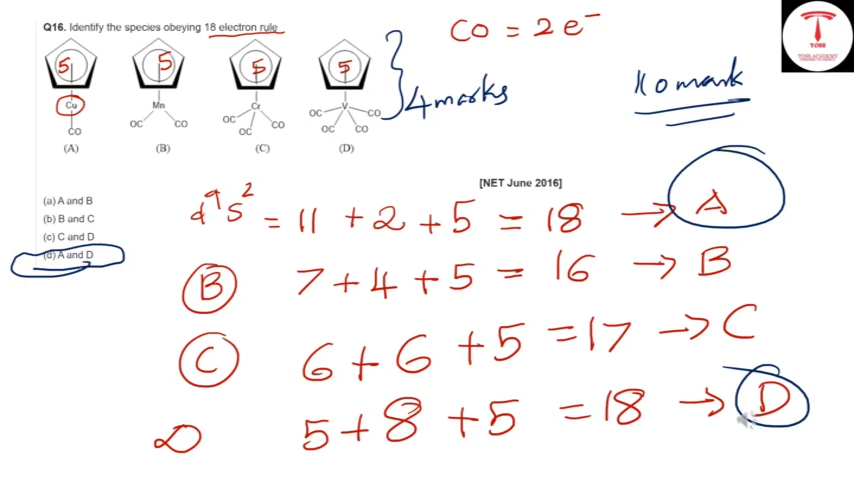 Q16. Identify the species obeying 18 electron rule
CO = 2e⁻
TORR
TORR ACADEMY
5 5 5 5
Cu Mn Cr V
CO OC CO OC OC CO OC OC CO CO
(A) (B) (C) (D)
4 marks
10 mark
[NET June 2016]
(a) A and B
(b) B and C
(c) C and D
(d) A and D
d⁹s² = 11 + 2 + 5 = 18 → A
B 7 + 4 + 5 = 16 → B
C 6 + 6 + 5 = 17 → C
D 5 + 8 + 5 = 18 → D